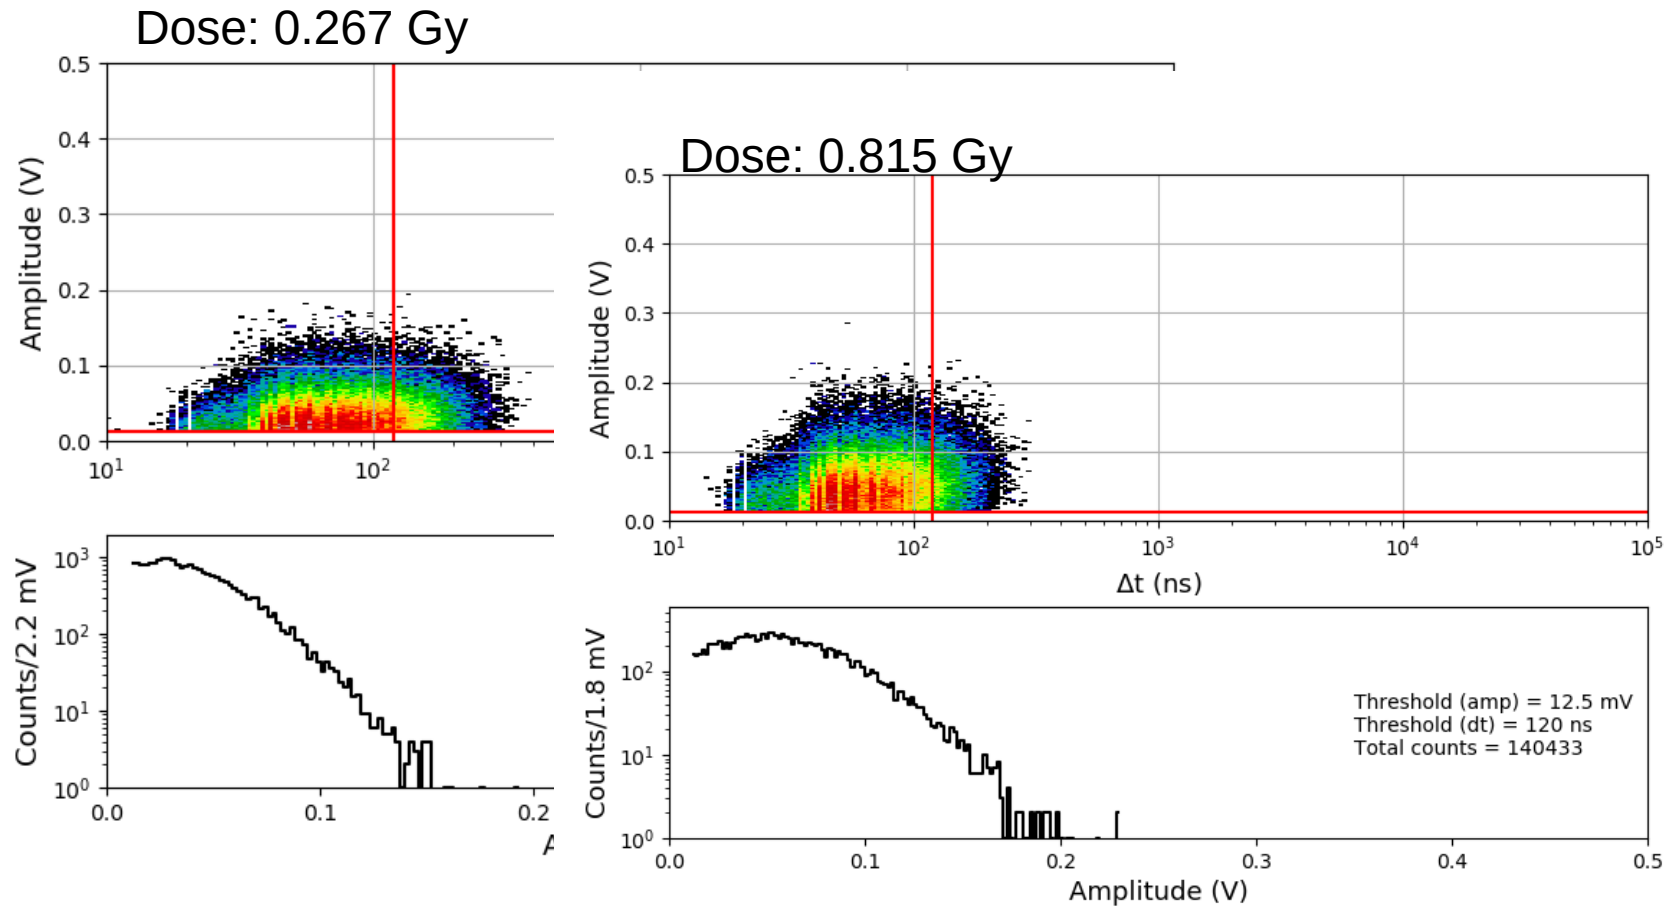 Dose: 0.267 Gy
0.5
0.4
0.3
0.2
0.1
0.0
Amplitude (V)
10¹ 10²
Dose: 0.815 Gy
0.5
0.4
0.3
0.2
0.1
0.0
Amplitude (V)
10¹ 10² 10³ 10⁴ 10⁵
Δt (ns)
10³
10²
10¹
10⁰
Counts/2.2 mV
0.0 0.1 0.2
A
10²
10¹
10⁰
Counts/1.8 mV
Threshold (amp) = 12.5 mV
Threshold (dt) = 120 ns
Total counts = 140433
0.0 0.1 0.2 0.3 0.4 0.5
Amplitude (V)